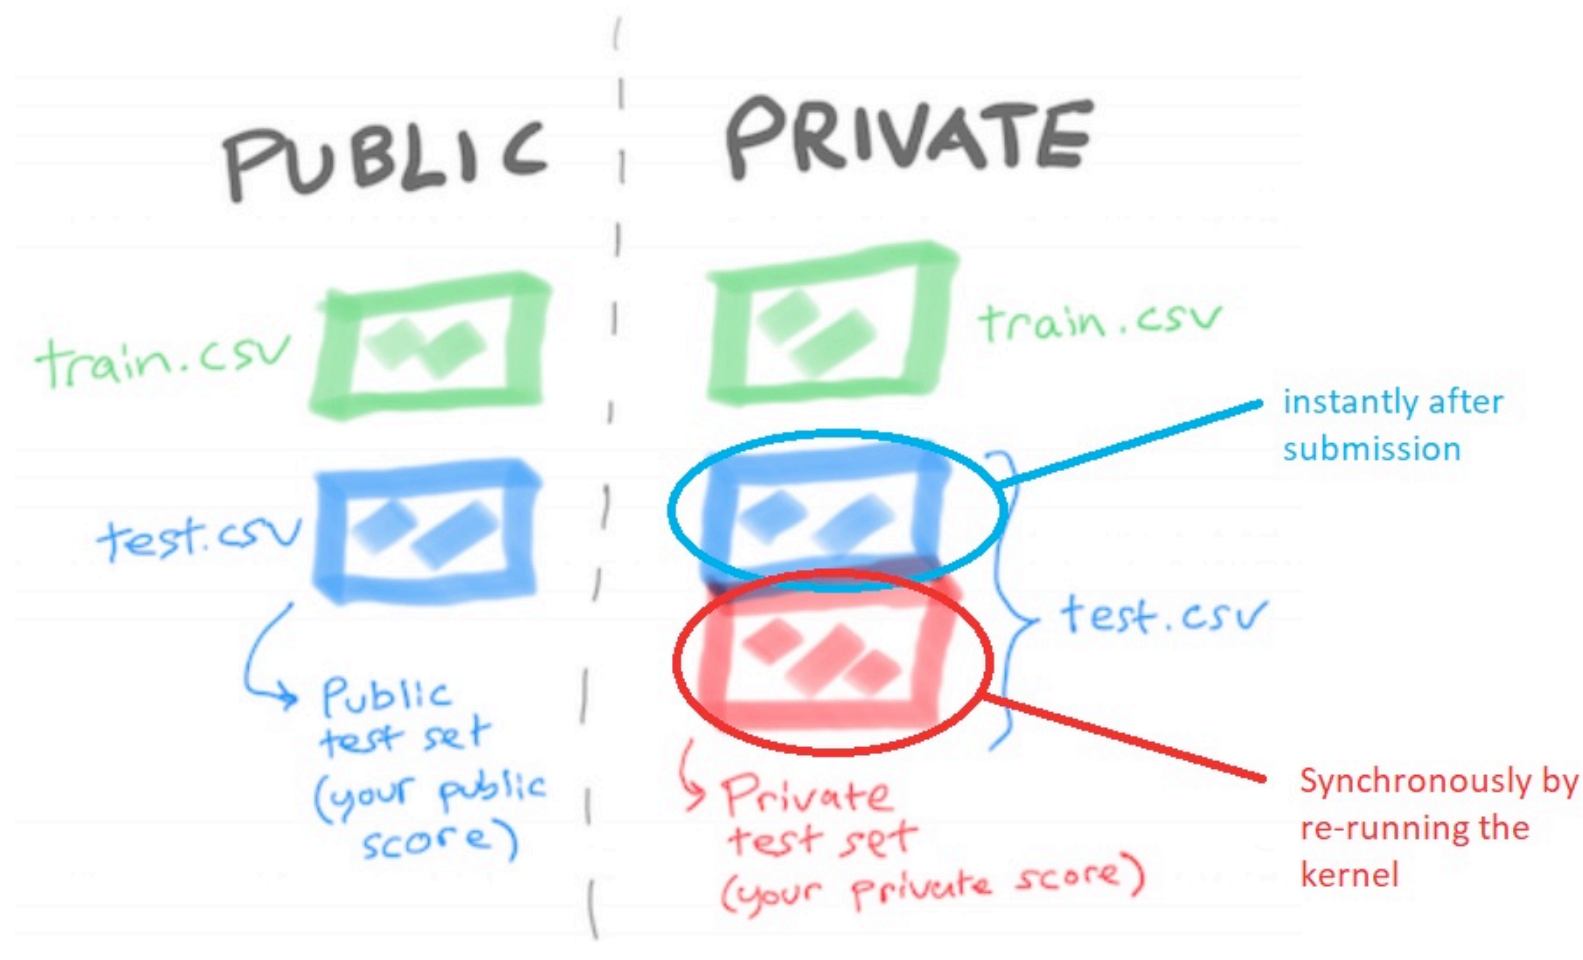 PUBLIC
PRIVATE
train.csv
train.csv
instantly after
submission
test.csv
test.csv
Public
test set
(your public
score)
Private
test set
(your private score)
Synchronously by
re-running the
kernel